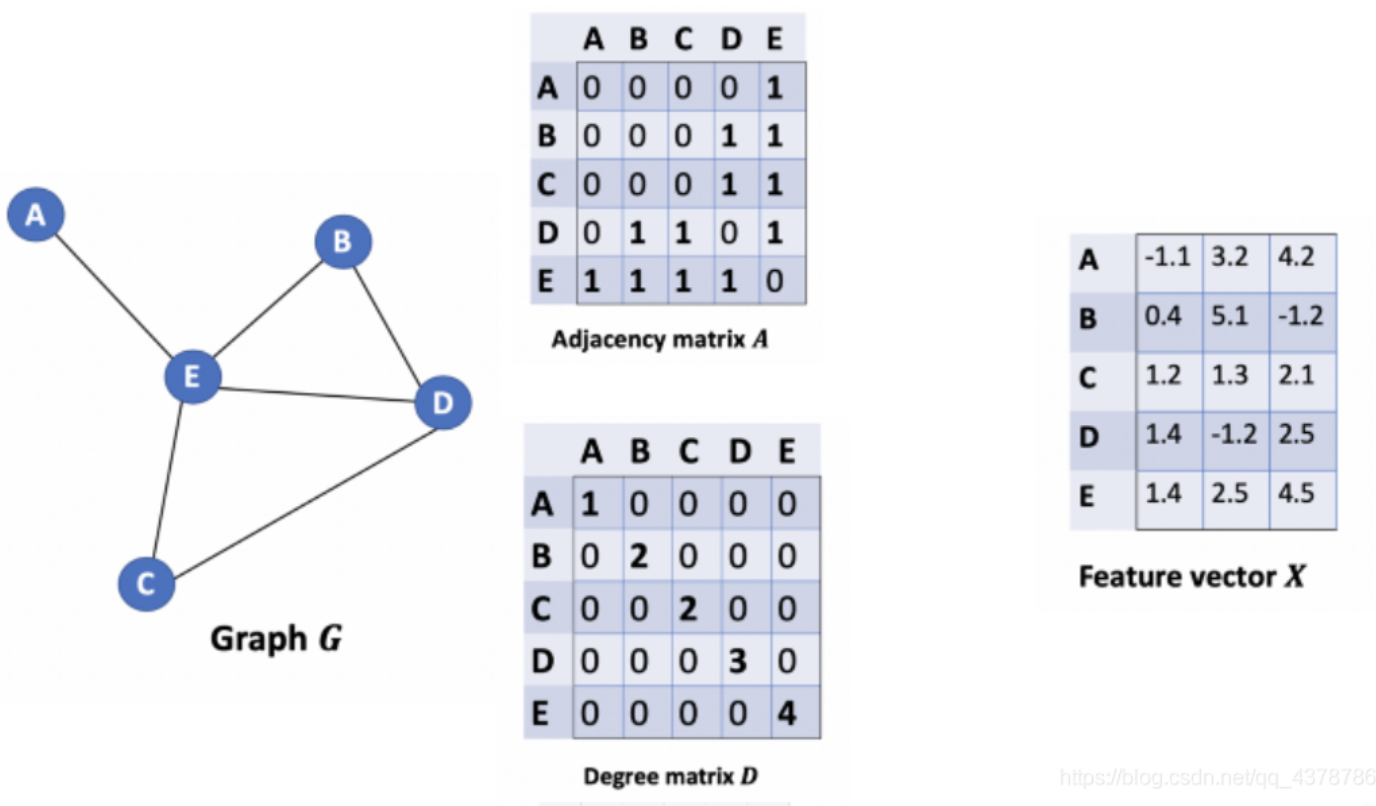 A
B
E
D
C
Graph G
A B C D E
A 0 0 0 0 1
B 0 0 0 1 1
C 0 0 0 1 1
D 0 1 1 0 1
E 1 1 1 1 0
Adjacency matrix A
A B C D E
A 1 0 0 0 0
B 0 2 0 0 0
C 0 0 2 0 0
D 0 0 0 3 0
E 0 0 0 0 4
Degree matrix D
A -1.1 3.2 4.2
B 0.4 5.1 -1.2
C 1.2 1.3 2.1
D 1.4 -1.2 2.5
E 1.4 2.5 4.5
Feature vector X
https://blog.csdn.net/qq_4378786